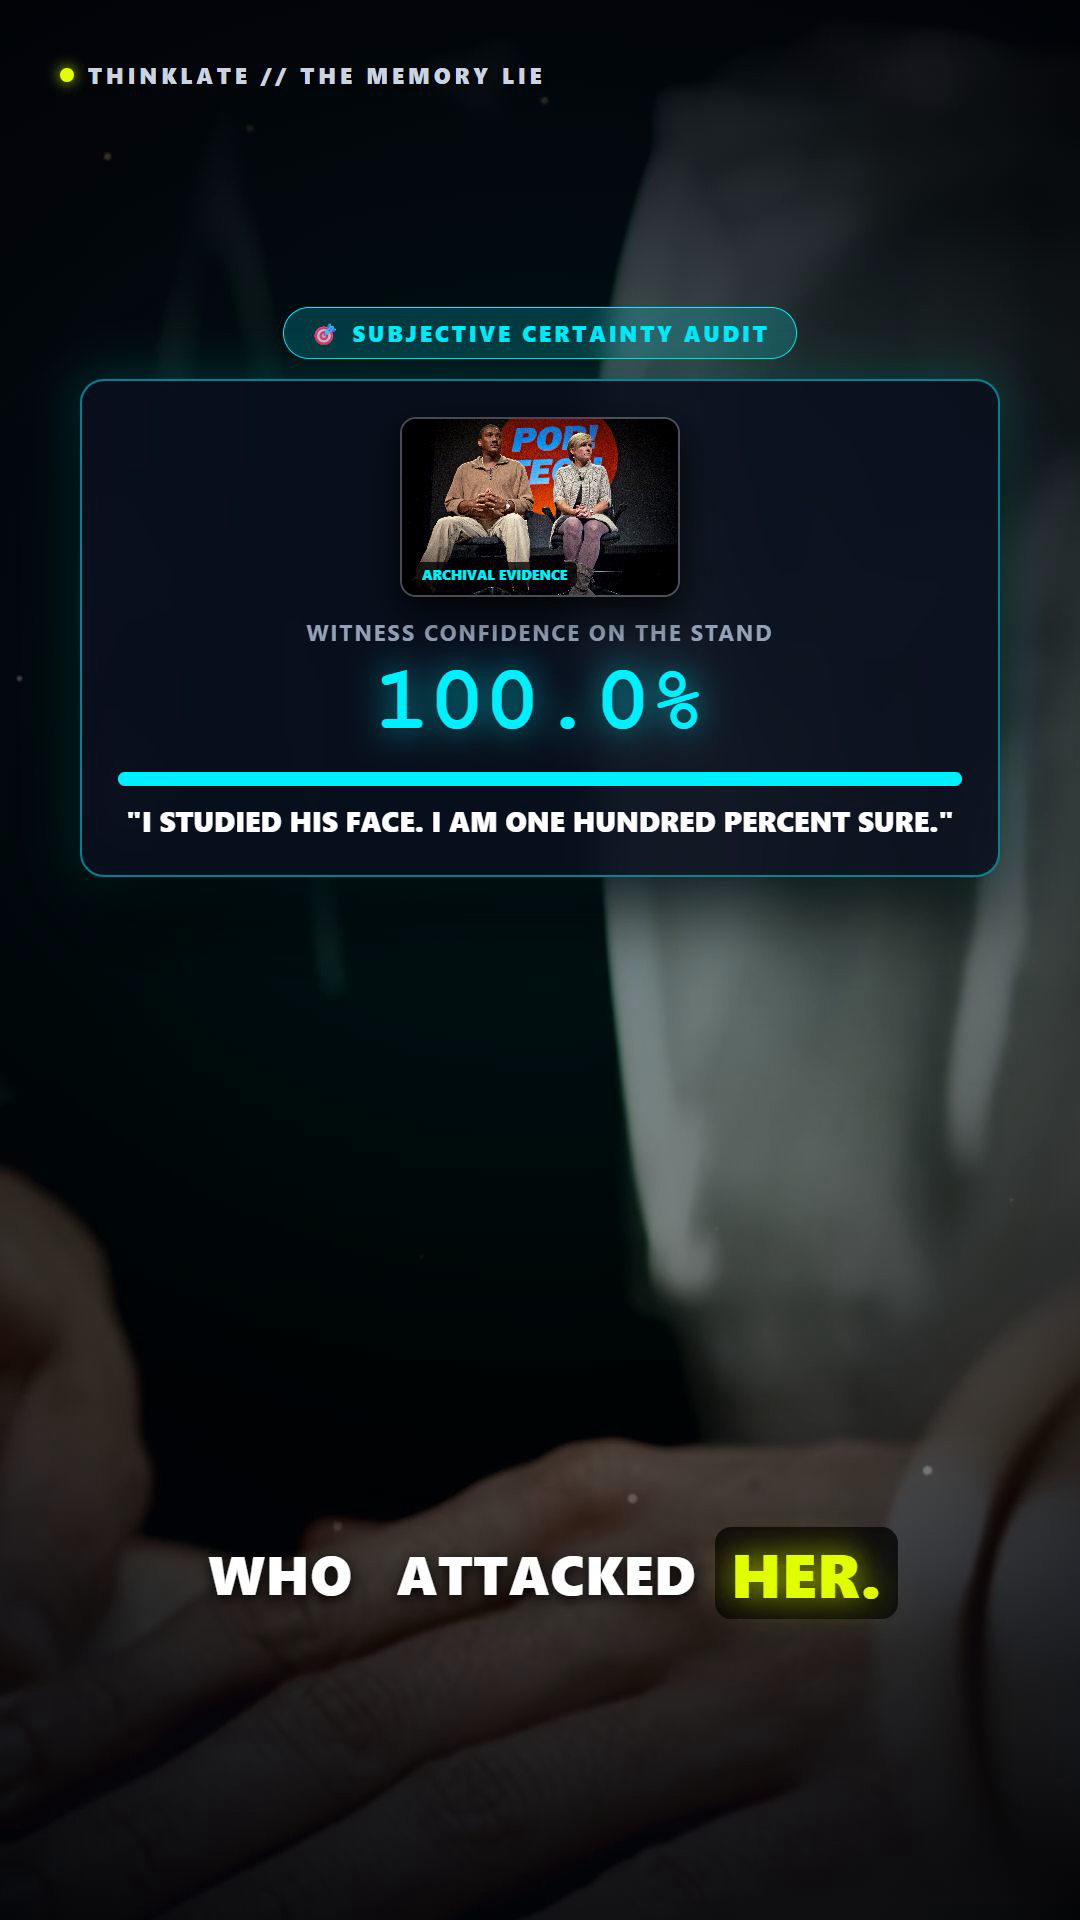 THINKLATE // THE MEMORY LIE
SUBJECTIVE CERTAINTY AUDIT
POP!
ARCHIVAL EVIDENCE
WITNESS CONFIDENCE ON THE STAND
100.0%
"I STUDIED HIS FACE. I AM ONE HUNDRED PERCENT SURE."
WHO ATTACKED HER.